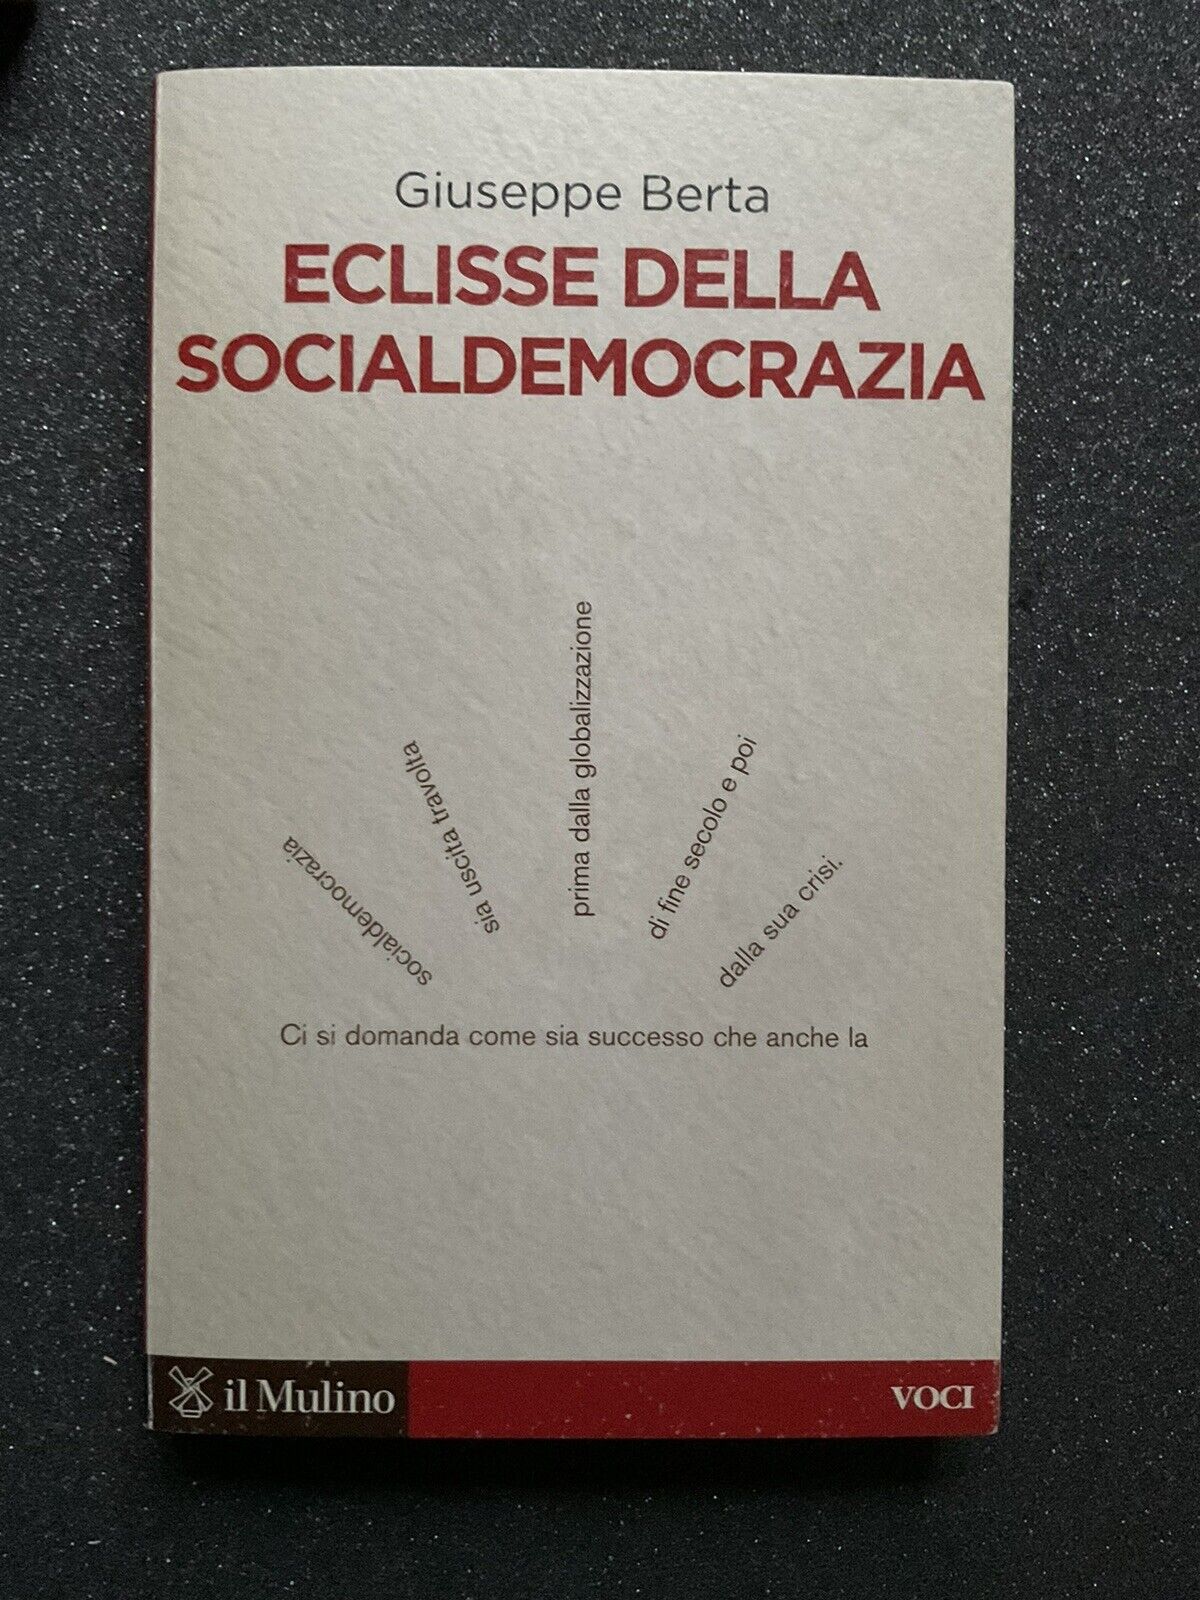 Giuseppe Berta
ECLISSE DELLA
SOCIALDEMOCRAZIA
Ci si domanda come sia successo che anche la
socialdemocrazia
sia uscita travolta
prima dalla globalizzazione
di fine secolo e poi
dalla sua crisi.
il Mulino
VOCI